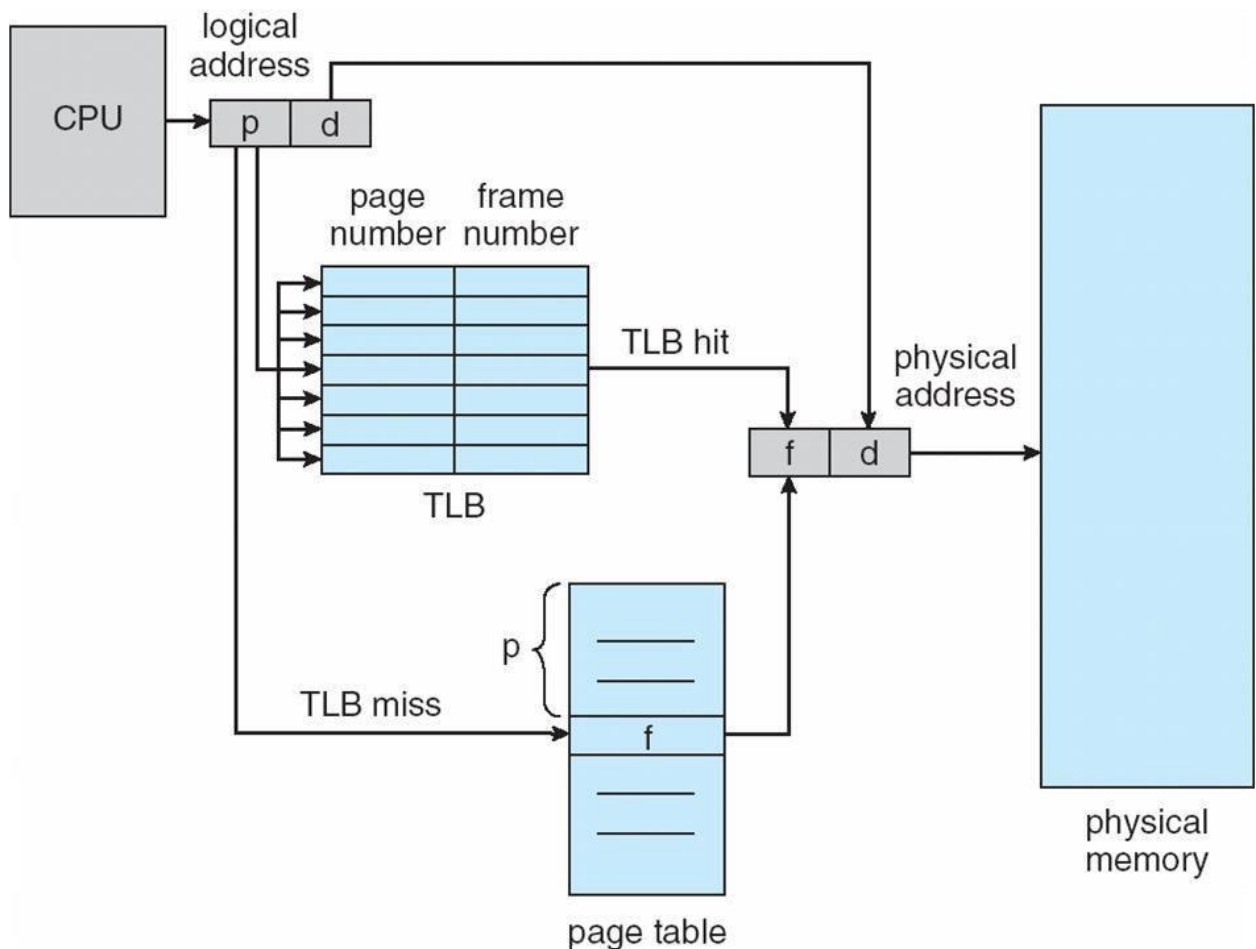 logical
address
CPU
p
d
page
number
frame
number
TLB hit
physical
address
f
d
TLB
p
TLB miss
f
physical
memory
page table